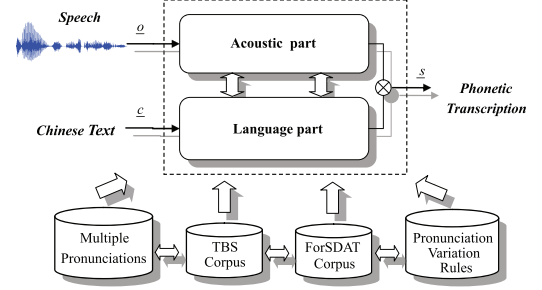 Speech
o
Acoustic part
s
Phonetic
Transcription
c
Chinese Text
Language part
Multiple
Pronunciations
TBS
Corpus
ForSDAT
Corpus
Pronunciation
Variation
Rules